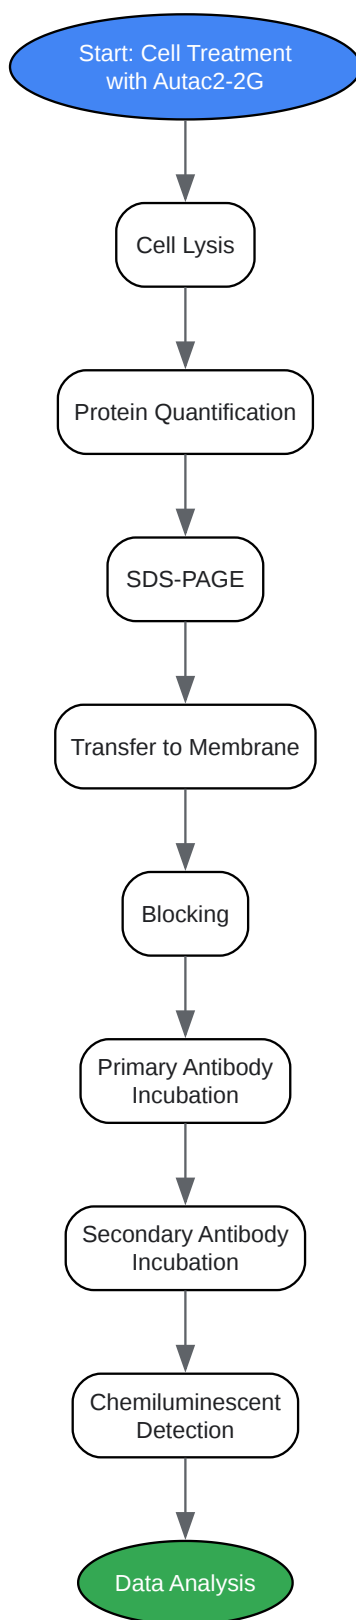 Start: Cell Treatment
with Autac2-2G
Cell Lysis
Protein Quantification
SDS-PAGE
Transfer to Membrane
Blocking
Primary Antibody
Incubation
Secondary Antibody
Incubation
Chemiluminescent
Detection
Data Analysis